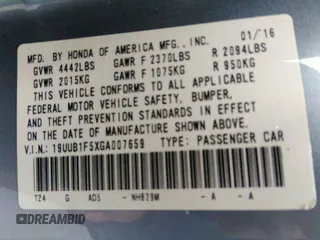 MFD. BY HONDA OF AMERICA MFG., INC. 01/16
GVWR 4442LBS GAWR F 2370LBS R 2094LBS
GVWR 2015KG GAWR F 1075KG R 950KG
THIS VEHICLE CONFORMS TO ALL APPLICABLE
FEDERAL MOTOR VEHICLE SAFETY, BUMPER,
AND THEFT PREVENTION STANDARDS IN EFFECT ON
THE DATE OF MANUFACTURE SHOWN ABOVE.
V.I.N.: 19UUB1F5XGA007659 TYPE: PASSENGER CAR
TZ4 G AD5 - NH829M - A - A
© DREAMBID DREAMBID.COM